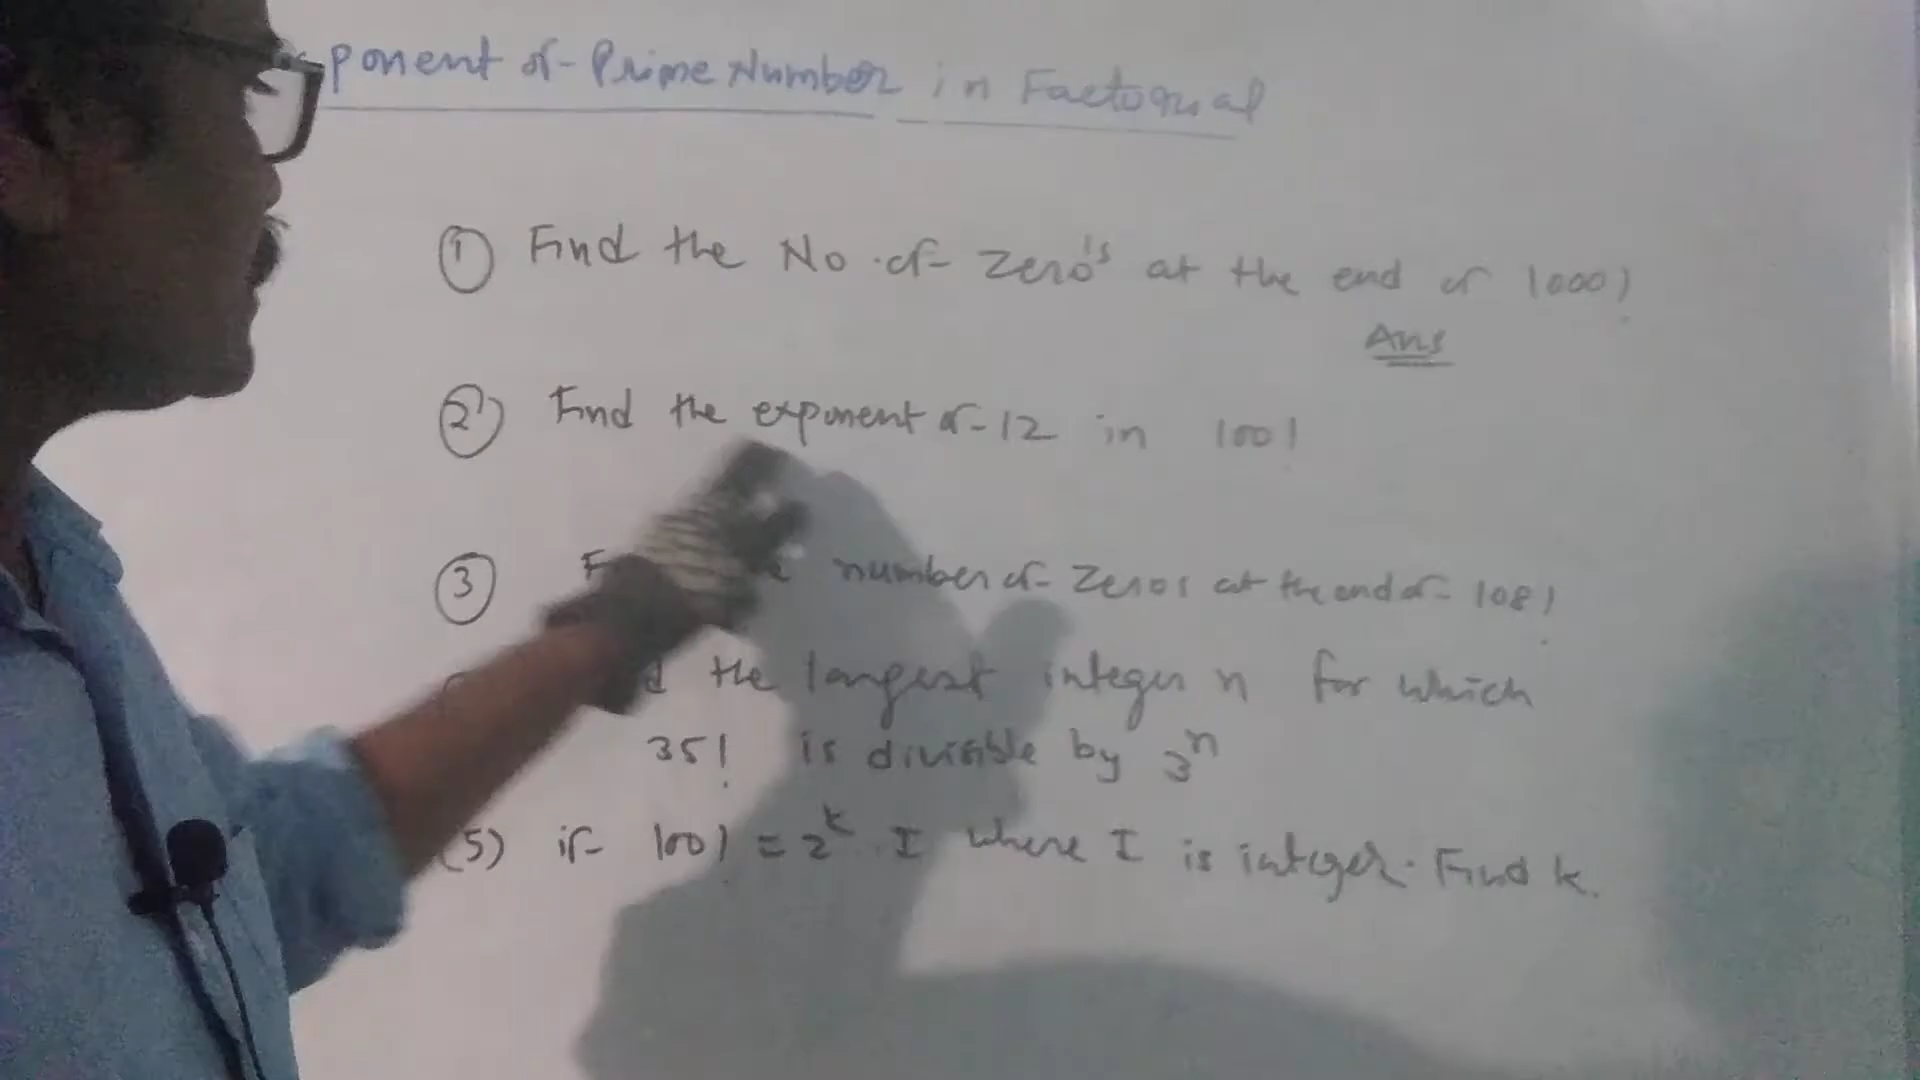 ponent of Prime Number in Factorial
① Find the No. of Zero's at the end of 1000!
Ans
② Find the exponent of 12 in 100!
③ number of Zeros at the end of 108!
the largest integer n for which
35! is divisible by 3ⁿ
(5) if 100! = 2ᵏ. I where I is integer. Find k.